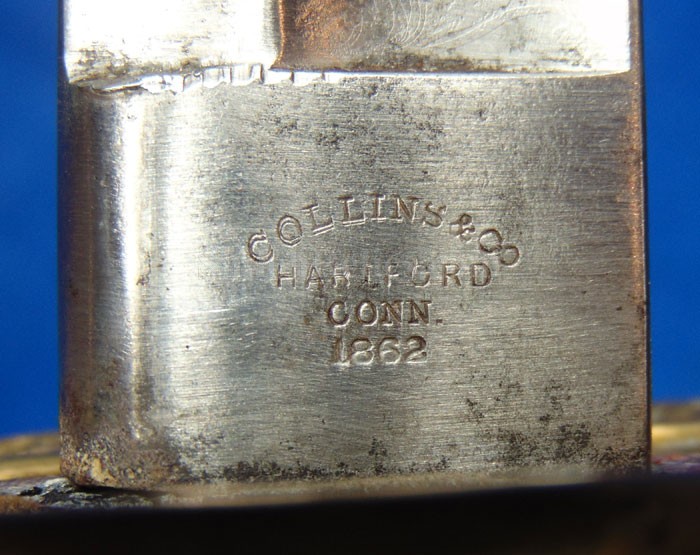 COLLINS & CO
HARTFORD
CONN.
1862